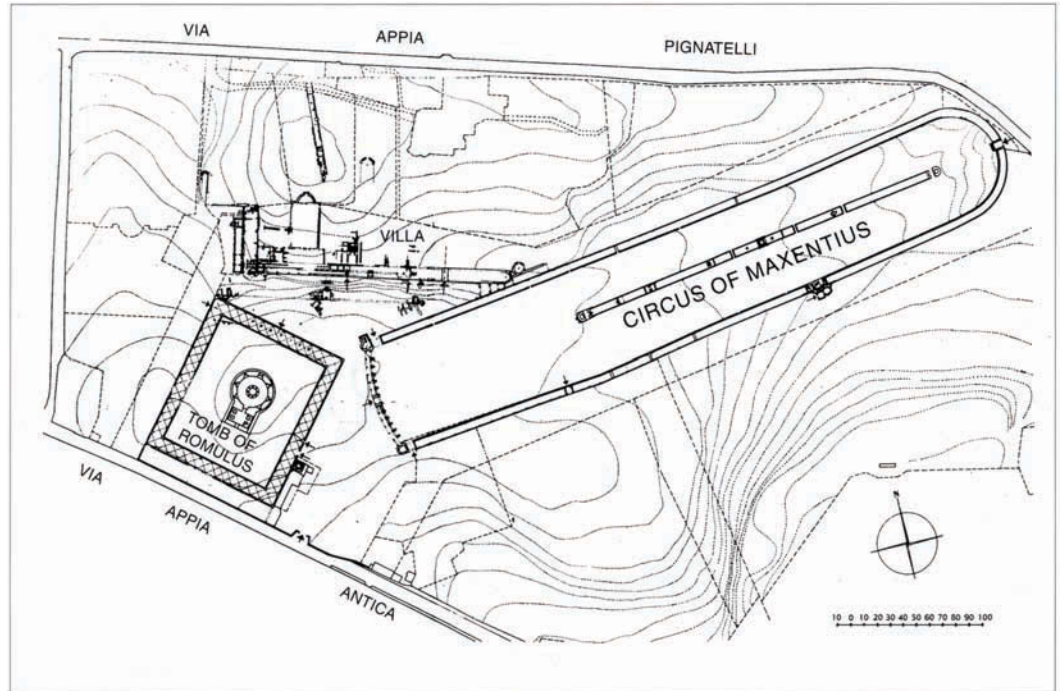 VIA APPIA PIGNATELLI
VILLA
CIRCUS OF MAXENTIUS
TOMB OF
ROMULUS
VIA APPIA ANTICA
N
10 0 10 20 30 40 50 60 70 80 90 100